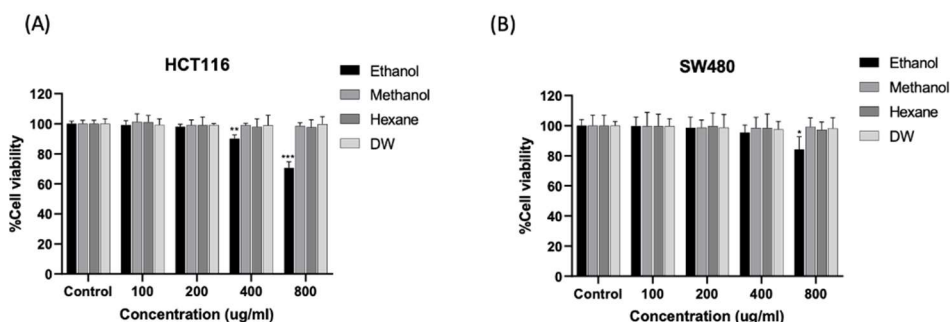 (A)
HCT116
Ethanol
Methanol
Hexane
DW
%Cell viability
120
100
80
60
40
20
0
**
***
Control 100 200 400 800
Concentration (ug/ml)
(B)
SW480
Ethanol
Methanol
Hexane
DW
%Cell viability
120
100
80
60
40
20
0
*
Control 100 200 400 800
Concentration (ug/ml)